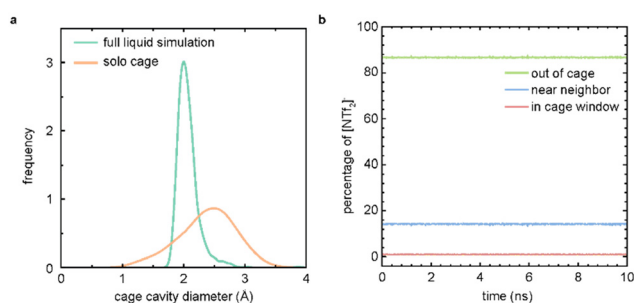 a
full liquid simulation
solo cage
frequency
3
2
1
0
0
1
2
3
4
cage cavity diameter (Å)
b
out of cage
near neighbor
in cage window
percentage of [NTf2]-
100
80
60
40
20
0
0
2
4
6
8
10
time (ns)